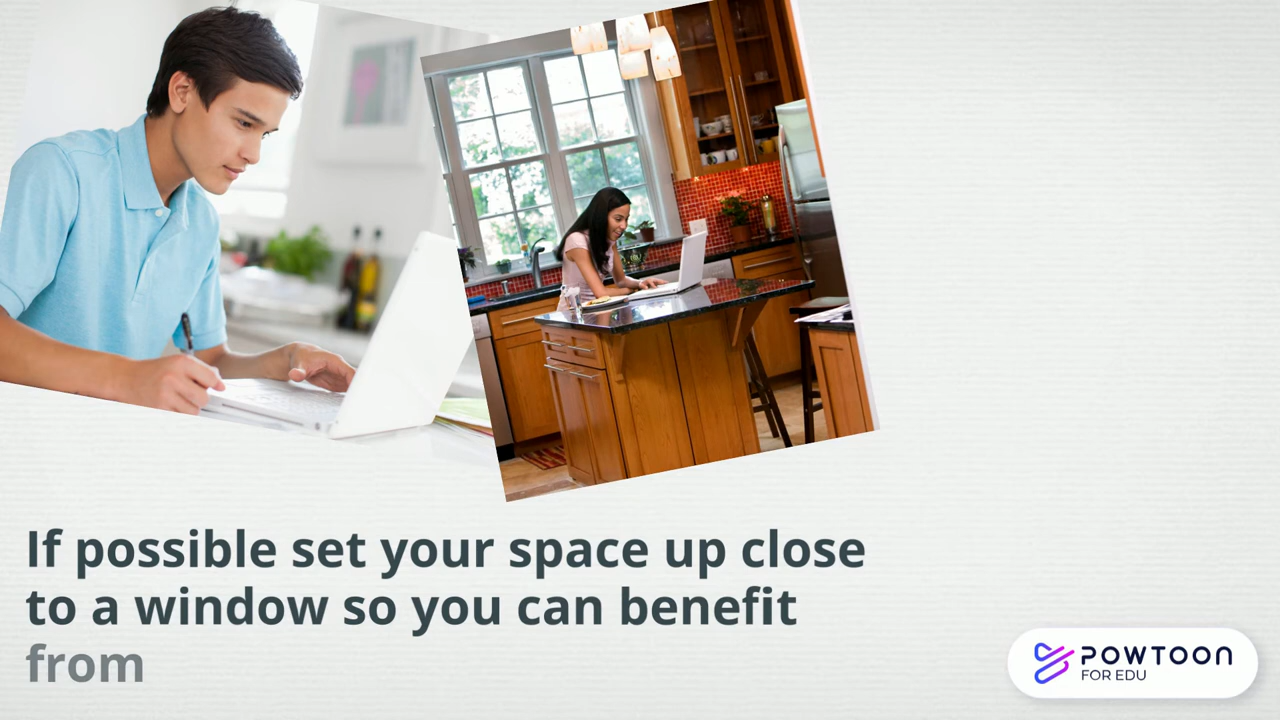 If possible set your space up close
to a window so you can benefit
from
POWTOON
FOR EDU